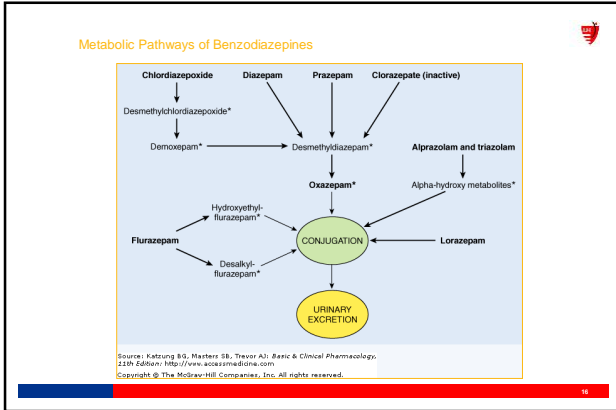 Metabolic Pathways of Benzodiazepines
Chlordiazepoxide
Diazepam
Prazepam
Clorazepate (inactive)
Desmethylchlordiazepoxide*
Demoxepam*
Desmethyldiazepam*
Alprazolam and triazolam
Oxazepam*
Alpha-hydroxy metabolites*
Hydroxyethyl-
flurazepam*
Flurazepam
CONJUGATION
Lorazepam
Desalkyl-
flurazepam*
URINARY
EXCRETION
Source: Katzung BG, Masters SB, Trevor AJ: Basic & Clinical Pharmacology,
11th Edition: http://www.accessmedicine.com
Copyright © The McGraw-Hill Companies, Inc. All rights reserved.
16